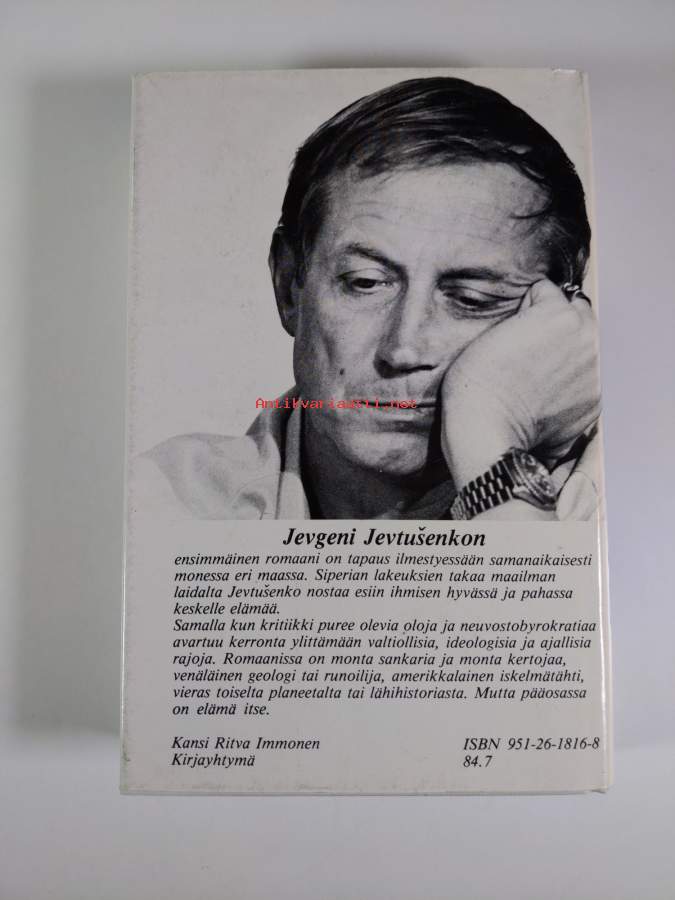 Antikvariaatti.net
Jevgeni Jevtušenkon
ensimmäinen romaani on tapaus ilmestyessään samanaikaisesti
monessa eri maassa. Siperian lakeuksien takaa maailman
laidalta Jevtušenko nostaa esiin ihmisen hyvässä ja pahassa
keskelle elämää.
Samalla kun kritiikki puree olevia oloja ja neuvostobyrokratiaa
avartuu kerronta ylittämään valtiollisia, ideologisia ja ajallisia
rajoja. Romaanissa on monta sankaria ja monta kertojaa,
venäläinen geologi tai runoilija, amerikkalainen iskelmätähti,
vieras toiselta planeetalta tai lähihistoriasta. Mutta pääosassa
on elämä itse.
Kansi Ritva Immonen ISBN 951-26-1816-8
Kirjayhtymä 84.7